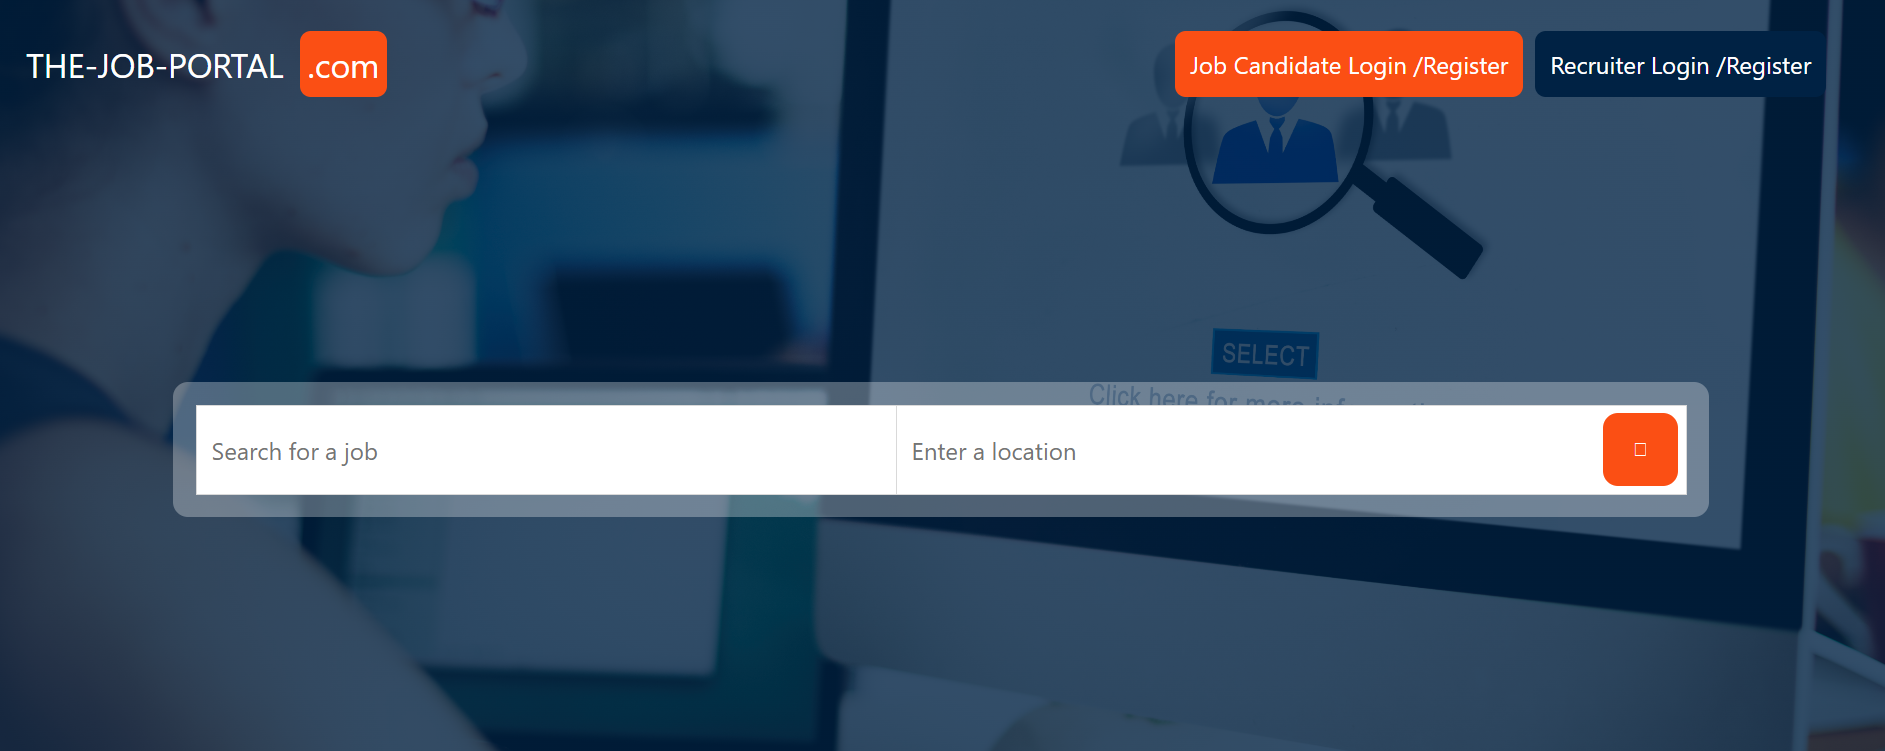 THE-JOB-PORTAL .com
Job Candidate Login /Register
Recruiter Login /Register
SELECT
Click here for more
Search for a job
Enter a location